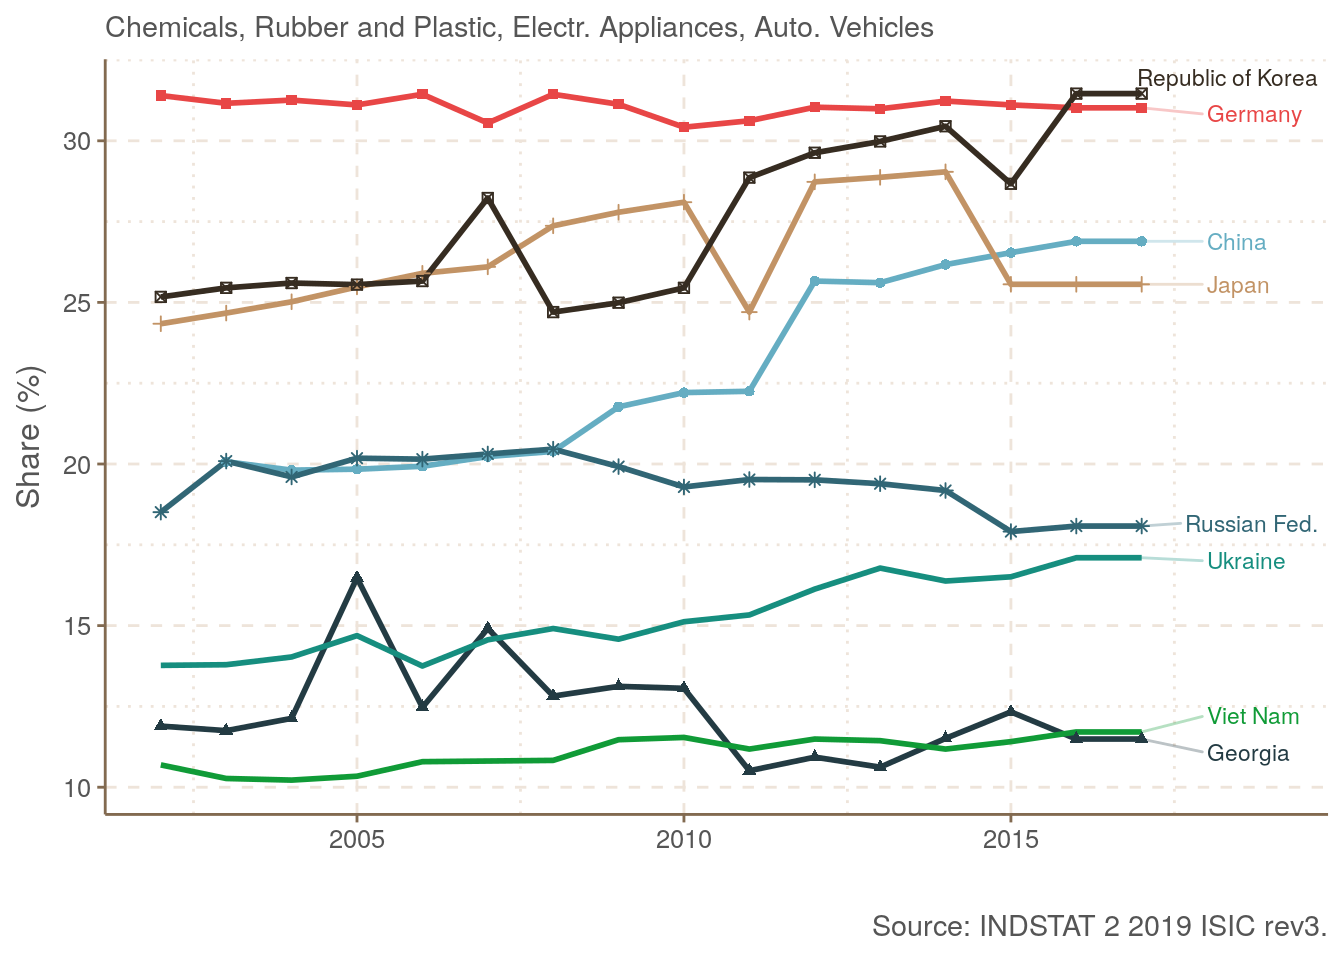 Chemicals, Rubber and Plastic, Electr. Appliances, Auto. Vehicles
Share (%)
30
25
20
15
10
Republic of Korea
Germany
China
Japan
Russian Fed.
Ukraine
Viet Nam
Georgia
2005
2010
2015
Source: INDSTAT 2 2019 ISIC rev3.